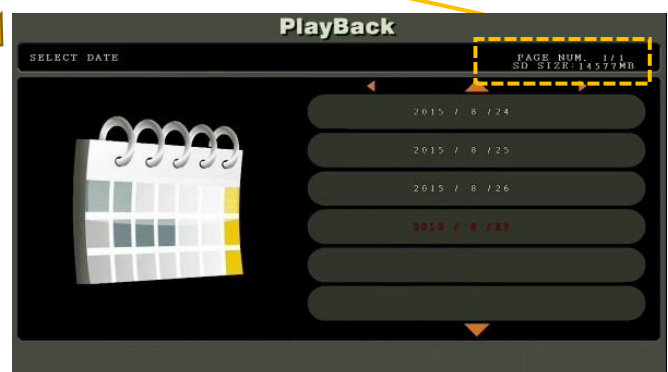 PlayBack
SELECT DATE
PAGE NUM. 1/1
SD SIZE:14577MB
2015 / 8 /24
2015 / 8 /25
2015 / 8 /26